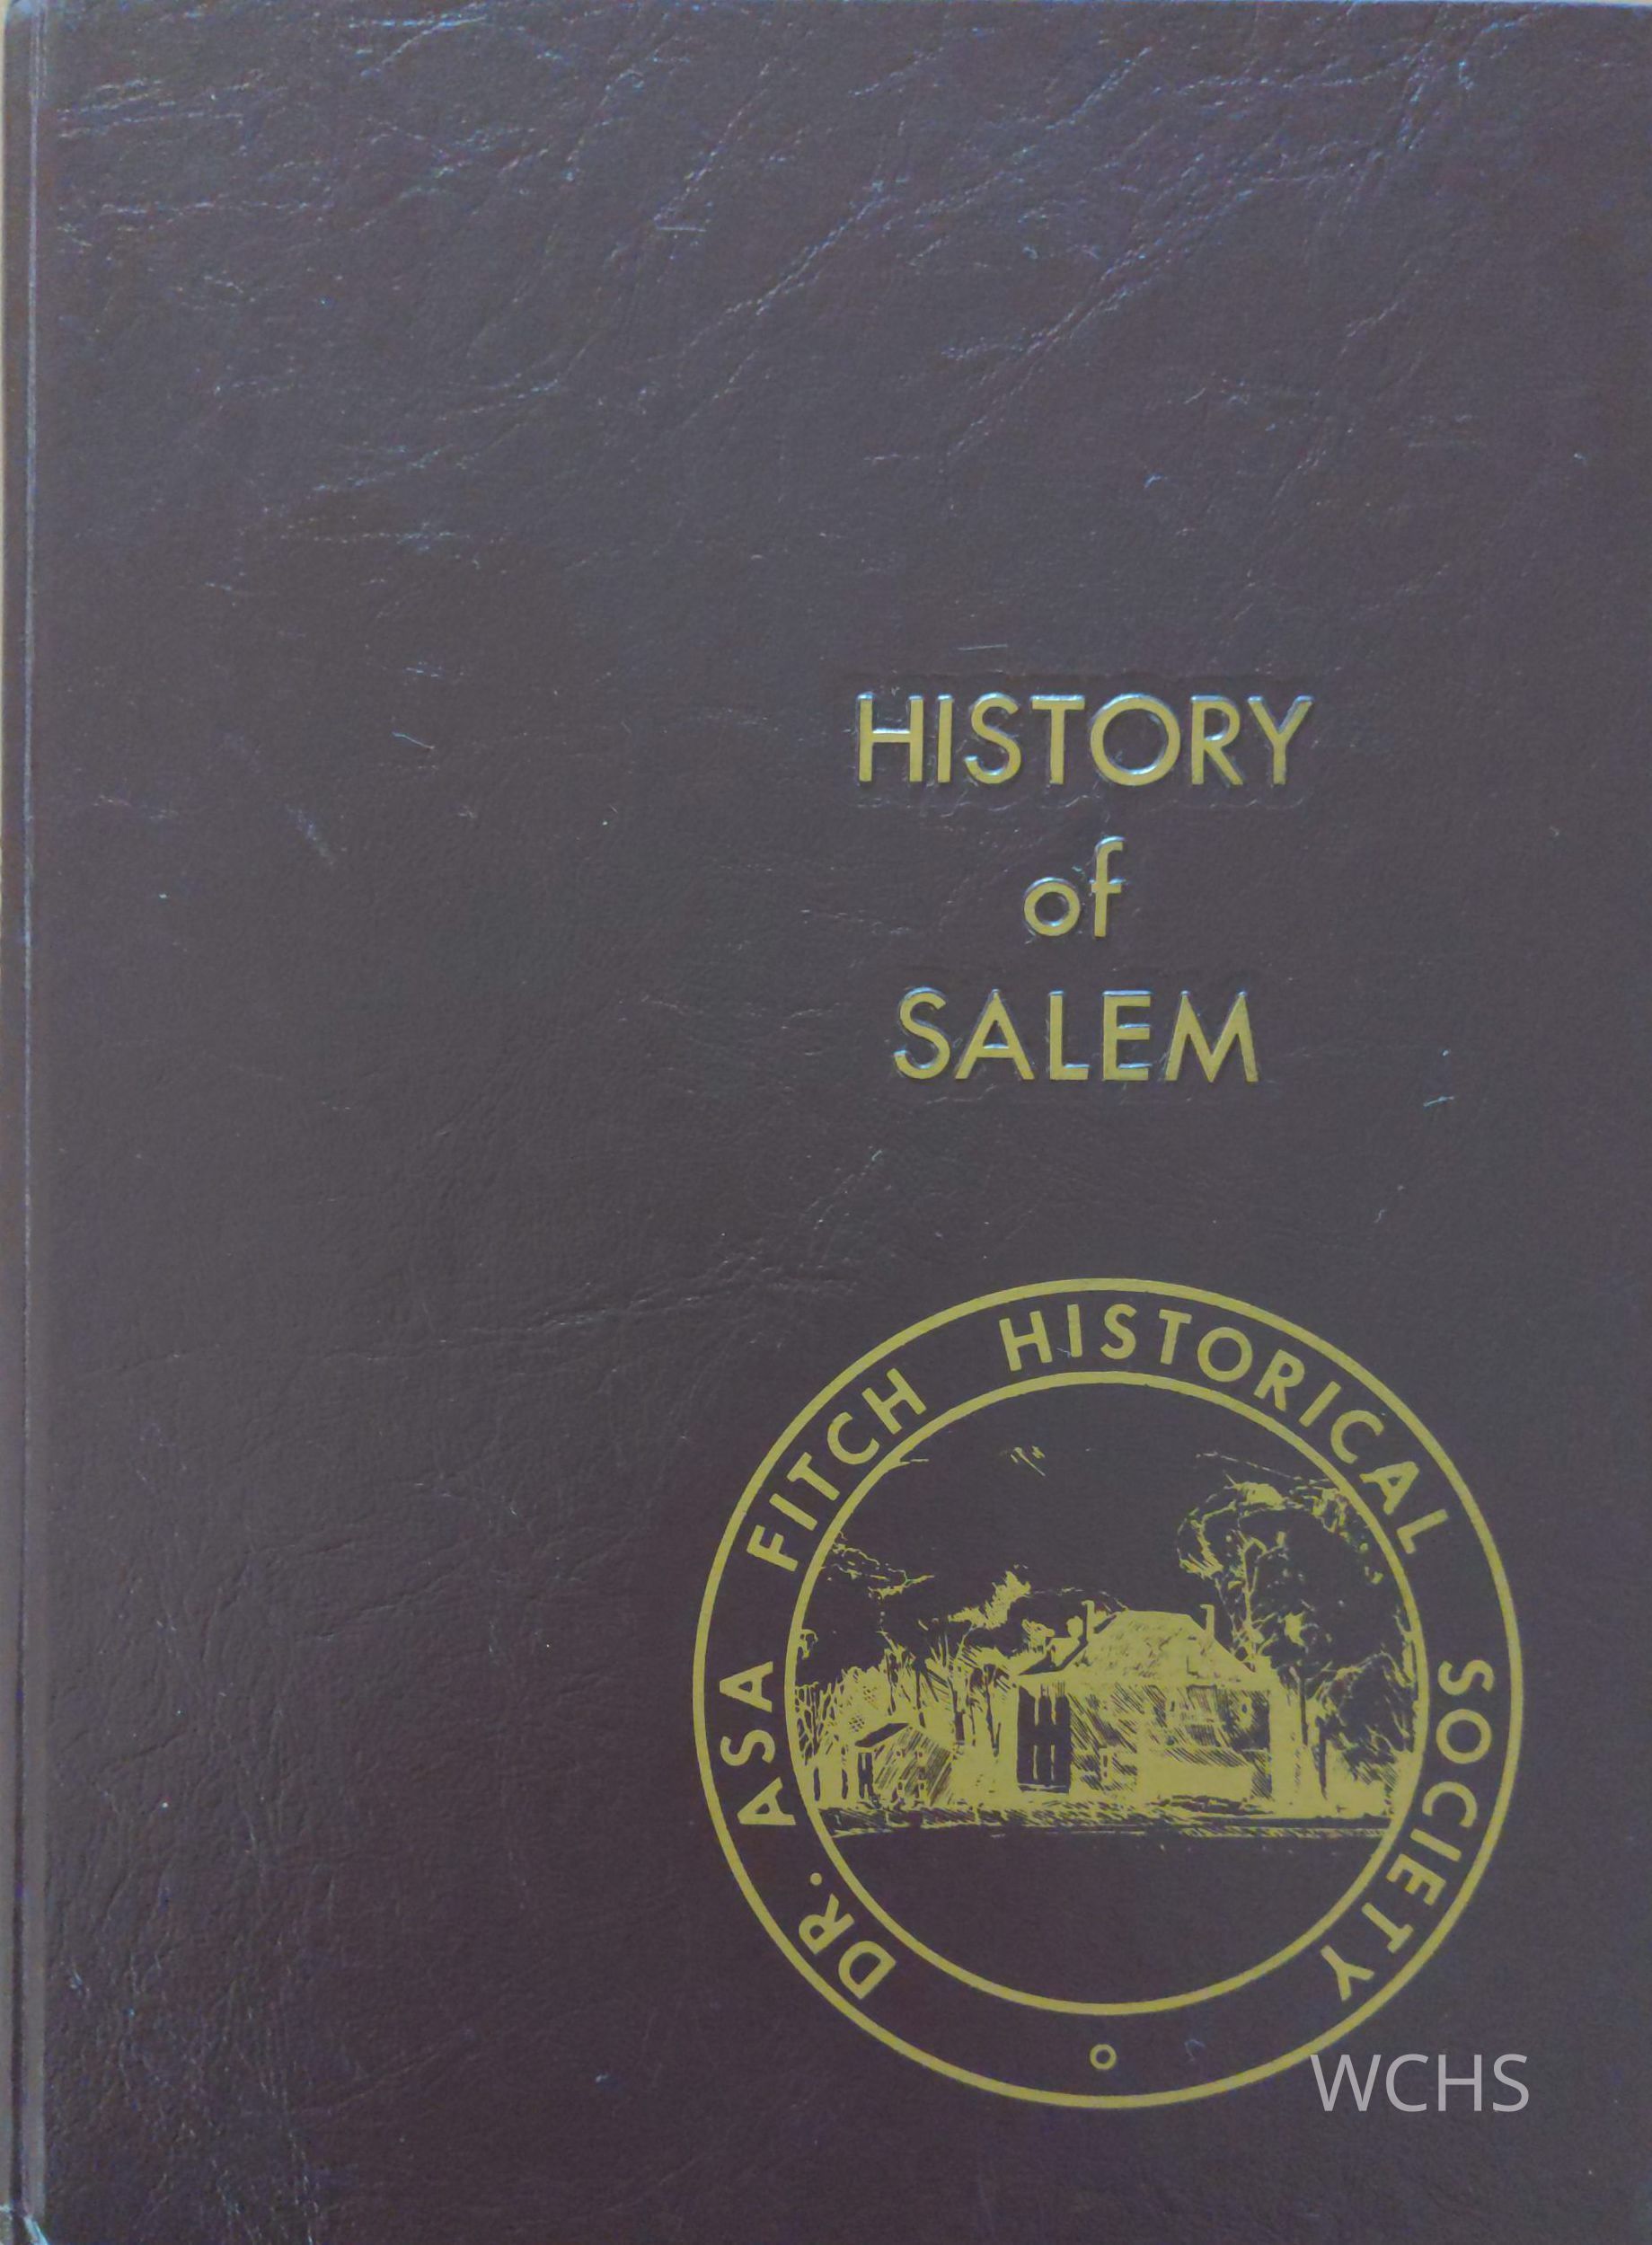 HISTORY
of
SALEM
DR. ASA FITCH HISTORICAL SOCIETY
WCHS